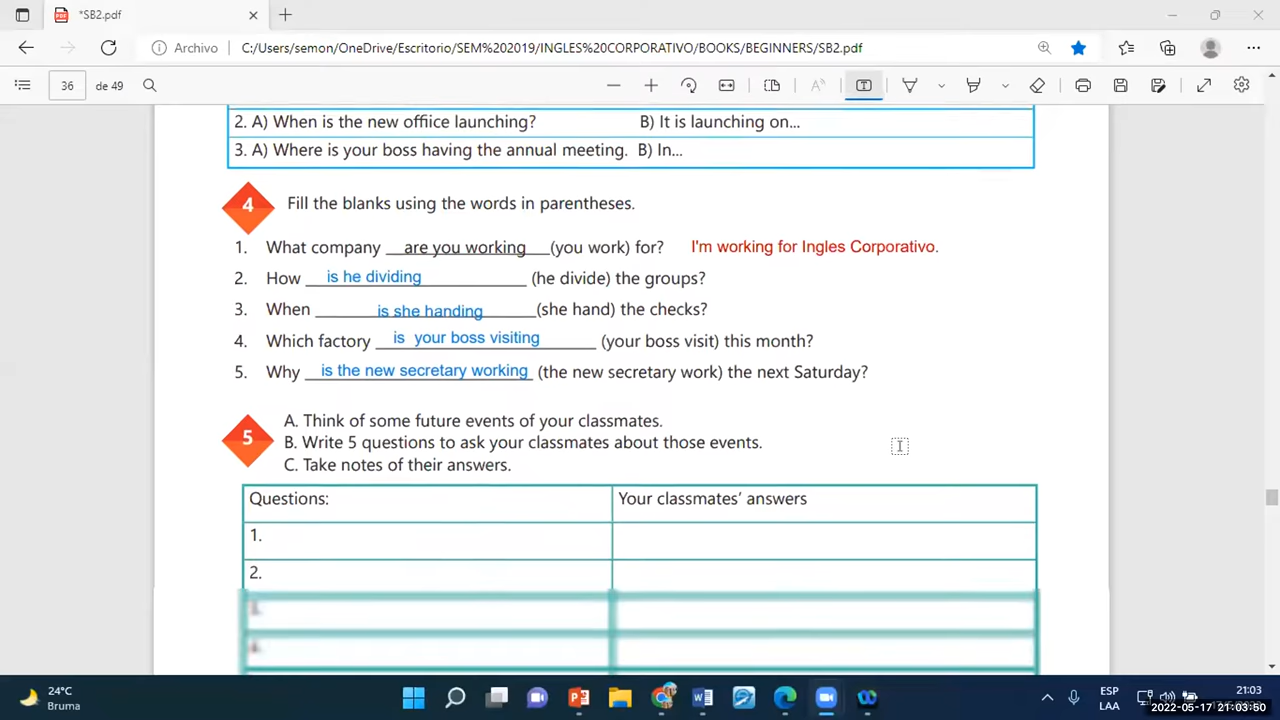 *SB2.pdf
Archivo C:/Users/semon/OneDrive/Escritorio/SEM%202019/INGLES%20CORPORATIVO/BOOKS/BEGINNERS/SB2.pdf
36 de 49
2. A) When is the new office launching? B) It is launching on...
3. A) Where is your boss having the annual meeting. B) In...
4 Fill the blanks using the words in parentheses.
1. What company are you working (you work) for? I'm working for Ingles Corporativo.
2. How is he dividing (he divide) the groups?
3. When is she handing (she hand) the checks?
4. Which factory is your boss visiting (your boss visit) this month?
5. Why is the new secretary working (the new secretary work) the next Saturday?
5 A. Think of some future events of your classmates.
B. Write 5 questions to ask your classmates about those events.
C. Take notes of their answers.
Questions: Your classmates' answers
1.
2.
3.
4.
24°C ESP 21:03
Bruma LAA 2022-05-17 21:03:50